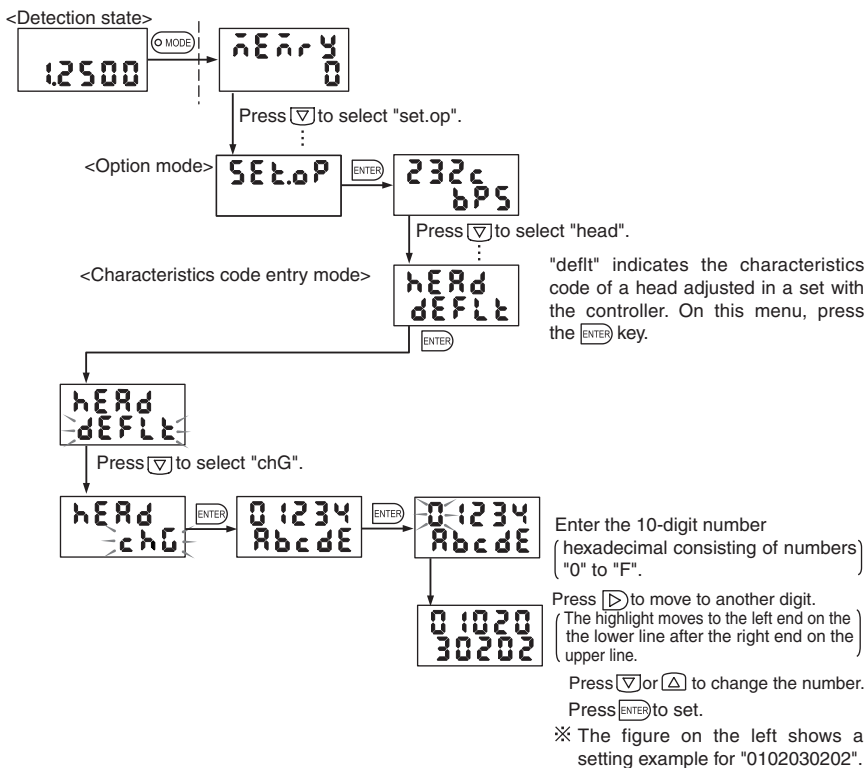 <Detection state>
1.2500
MODE
mEmry
0
Press to select "set.op".
<Option mode>
SEt.oP
ENTER
232c
bPS
Press to select "head".
<Characteristics code entry mode>
hEAd
dEFLt
"deflt" indicates the characteristics
code of a head adjusted in a set with
the controller. On this menu, press
the ENTER key.
ENTER
hEAd
dEFLt
Press to select "chG".
hEAd
chG
ENTER
01234
AbcdE
ENTER
01234
AbcdE
Enter the 10-digit number
(hexadecimal consisting of numbers
"0" to "F".)
01020
30202
Press ▷ to move to another digit.
(The highlight moves to the left end on the
the lower line after the right end on the
upper line.)
Press ▽ or △ to change the number.
Press ENTER to set.
※ The figure on the left shows a
setting example for "0102030202".